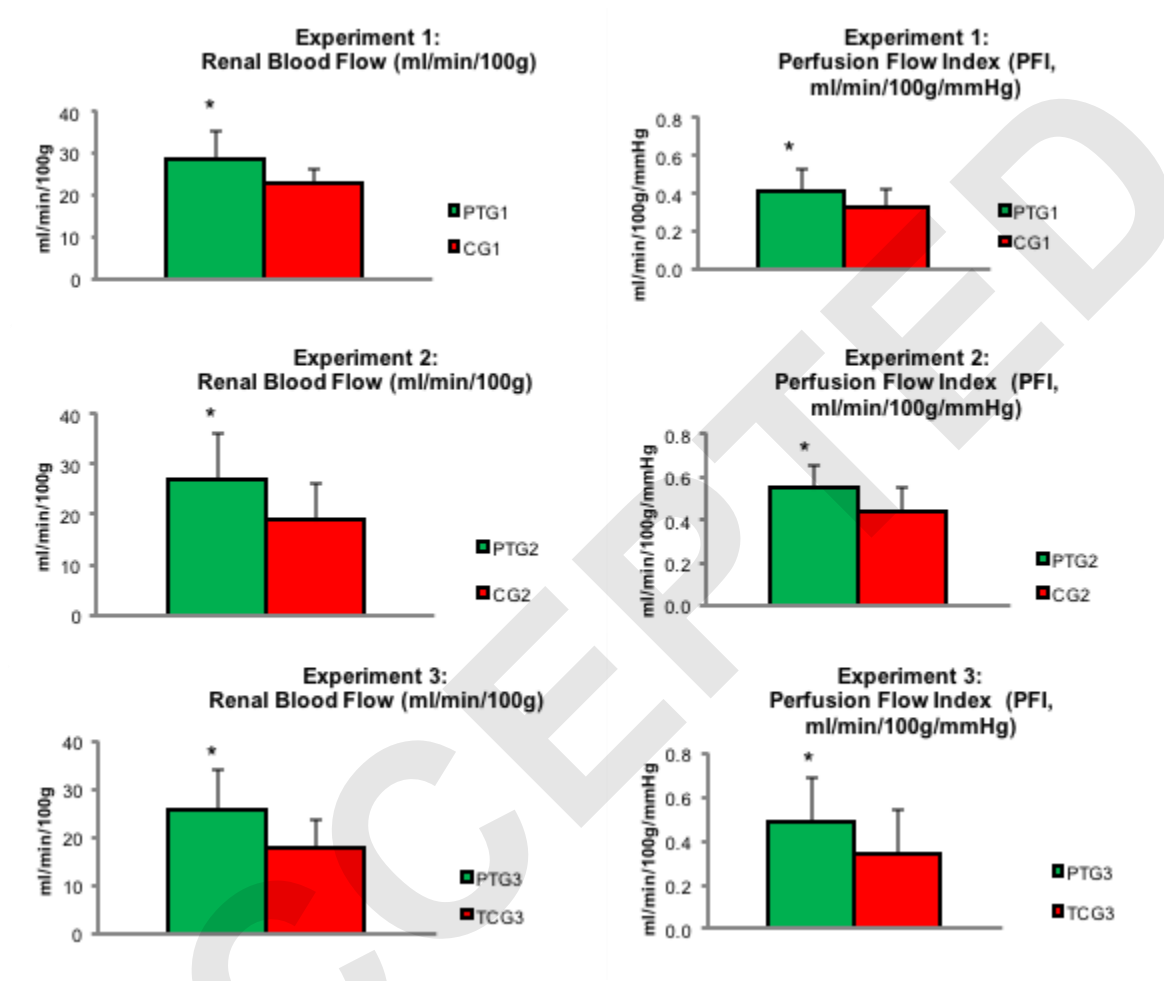 Experiment 1:
Renal Blood Flow (ml/min/100g)
*
40
30
20
10
0
ml/min/100g
PTG1
CG1
Experiment 1:
Perfusion Flow Index (PFI,
ml/min/100g/mmHg)
*
0.8
0.6
0.4
0.2
0.0
ml/min/100g/mmHg
PTG1
CG1
Experiment 2:
Renal Blood Flow (ml/min/100g)
*
40
30
20
10
0
ml/min/100g
PTG2
CG2
Experiment 2:
Perfusion Flow Index (PFI,
ml/min/100g/mmHg)
*
0.8
0.6
0.4
0.2
0.0
ml/min/100g/mmHg
PTG2
CG2
Experiment 3:
Renal Blood Flow (ml/min/100g)
*
40
30
20
10
0
ml/min/100g
PTG3
TCG3
Experiment 3:
Perfusion Flow Index (PFI,
ml/min/100g/mmHg)
*
0.8
0.6
0.4
0.2
0.0
ml/min/100g/mmHg
PTG3
TCG3
CCEPTED